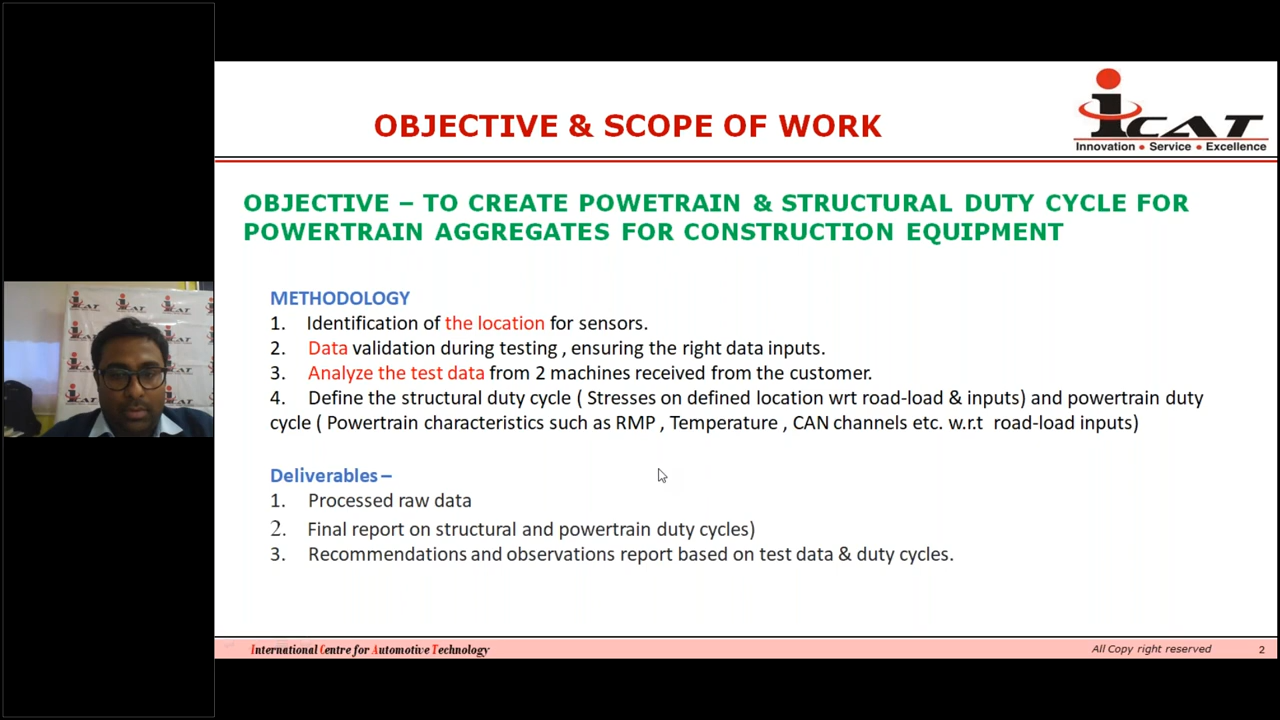 OBJECTIVE & SCOPE OF WORK
iCAT
Innovation • Service • Excellence
OBJECTIVE – TO CREATE POWETRAIN & STRUCTURAL DUTY CYCLE FOR
POWERTRAIN AGGREGATES FOR CONSTRUCTION EQUIPMENT
METHODOLOGY
1. Identification of the location for sensors.
2. Data validation during testing , ensuring the right data inputs.
3. Analyze the test data from 2 machines received from the customer.
4. Define the structural duty cycle ( Stresses on defined location wrt road-load & inputs) and powertrain duty
cycle ( Powertrain characteristics such as RMP , Temperature , CAN channels etc. w.r.t road-load inputs)
Deliverables –
1. Processed raw data
2. Final report on structural and powertrain duty cycles)
3. Recommendations and observations report based on test data & duty cycles.
International Centre for Automotive Technology
All Copy right reserved
2